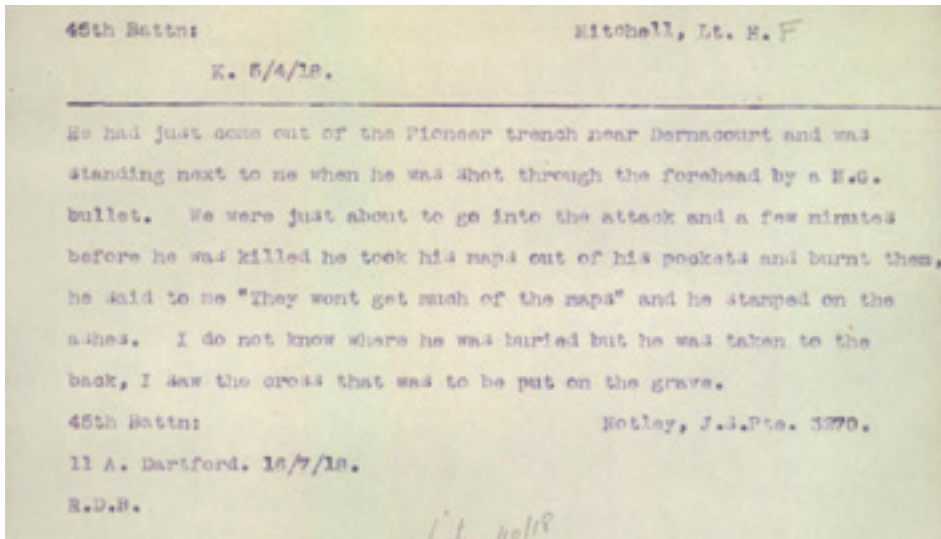 45th Battn: Mitchell, Lt. H. F
K. 5/4/18.
He had just come out of the Pioneer trench near Dernacourt and was
standing next to me when he was shot through the forehead by a M.G.
bullet. We were just about to go into the attack and a few minutes
before he was killed he took his maps out of his pockets and burnt them,
he said to me "They wont get much of the maps" and he stamped on the
ashes. I do not know where he was buried but he was taken to the
back, I saw the cross that was to be put on the grave.
45th Battn: Notley, J.S.Pte. 3270.
11 A. Dartford. 16/7/18.
R.D.H.